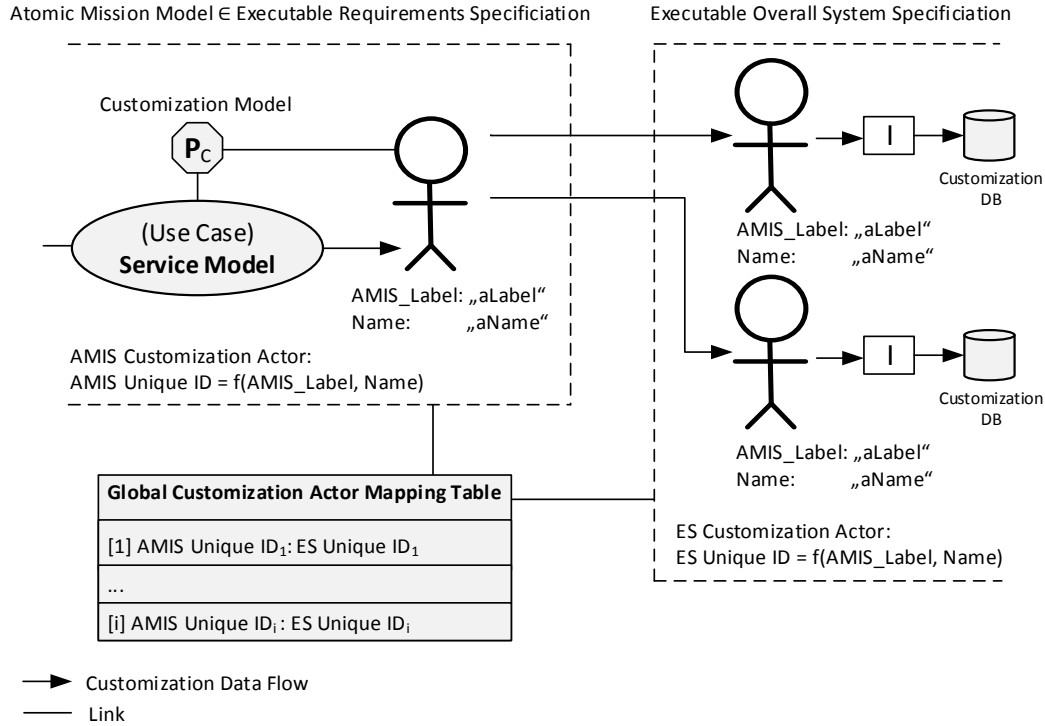 Atomic Mission Model ∈ Executable Requirements Specificiation
Executable Overall System Specificiation
Customization Model
P_C
(Use Case)
Service Model
AMIS_Label: „aLabel“
Name: „aName“
AMIS Customization Actor:
AMIS Unique ID = f(AMIS_Label, Name)
I
Customization
DB
AMIS_Label: „aLabel“
Name: „aName“
I
Customization
DB
AMIS_Label: „aLabel“
Name: „aName“
ES Customization Actor:
ES Unique ID = f(AMIS_Label, Name)
Global Customization Actor Mapping Table
[1] AMIS Unique ID₁: ES Unique ID₁
...
[i] AMIS Unique IDᵢ : ES Unique IDᵢ
Customization Data Flow
Link